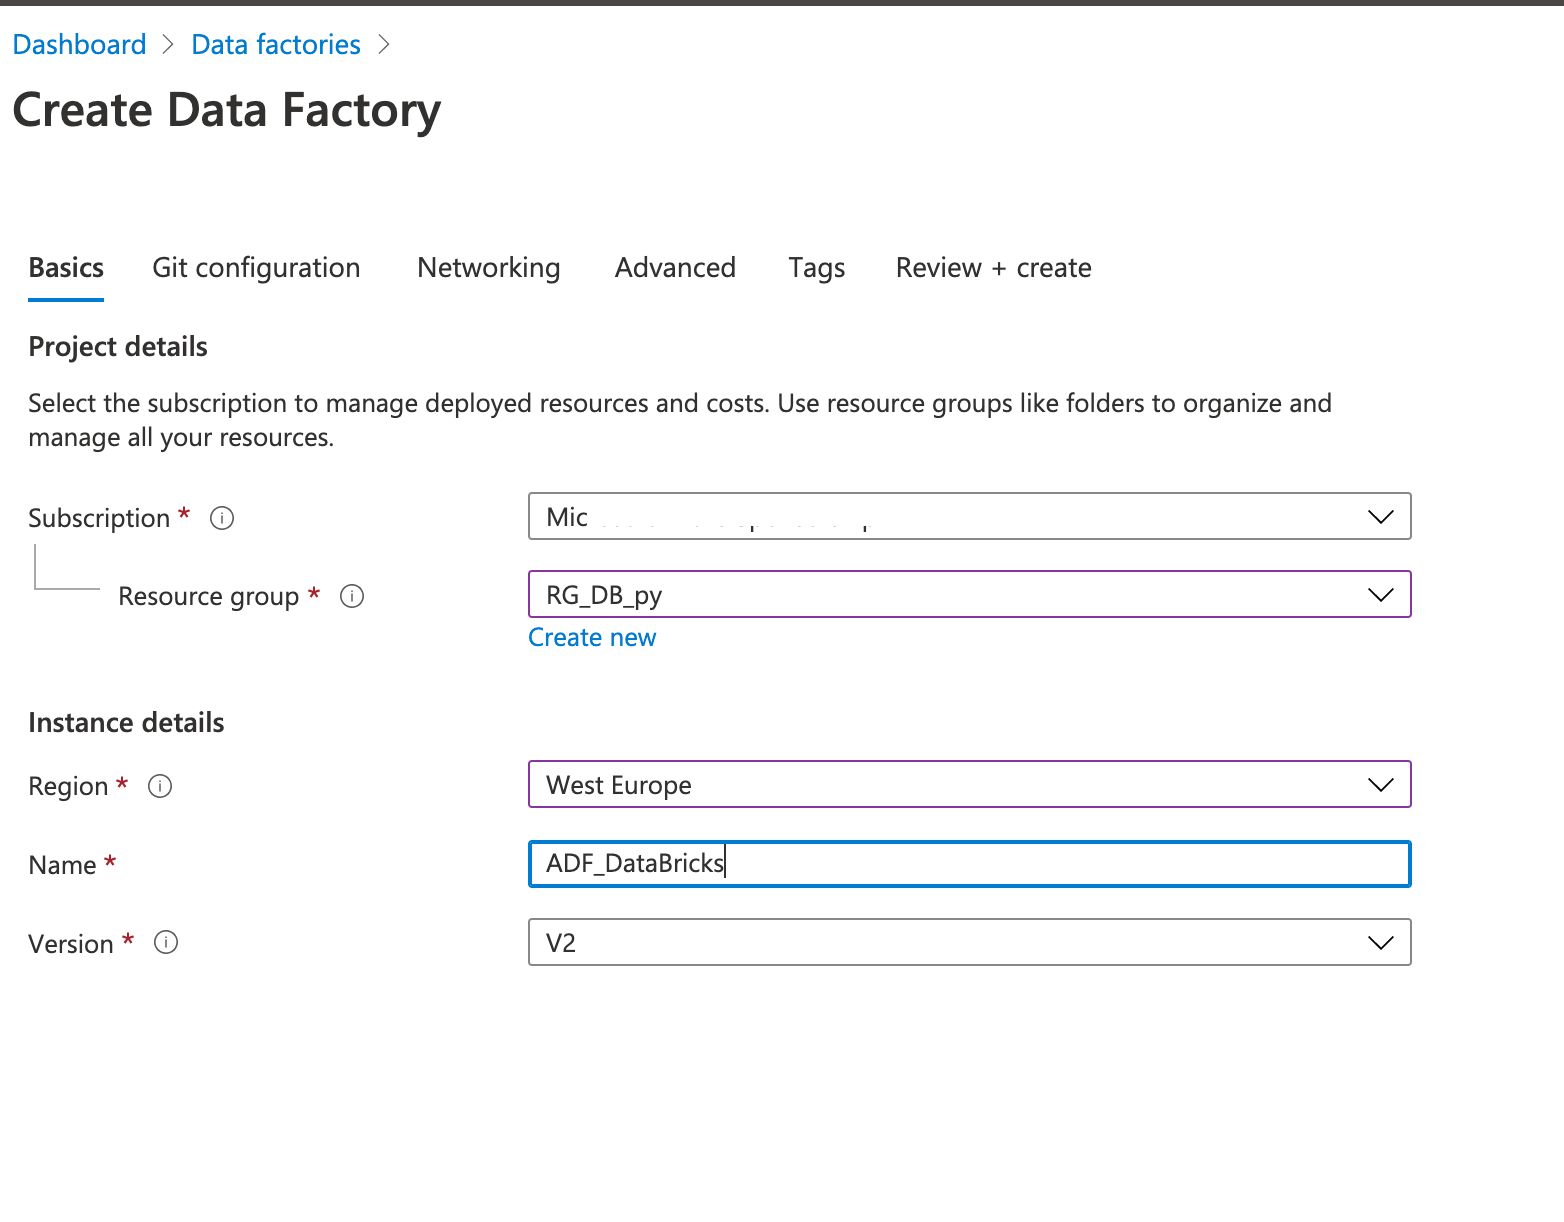 Dashboard > Data factories >
Create Data Factory
Basics Git configuration Networking Advanced Tags Review + create
Project details
Select the subscription to manage deployed resources and costs. Use resource groups like folders to organize and
manage all your resources.
Subscription * Mic
Resource group * RG_DB_py
Create new
Instance details
Region * West Europe
Name * ADF_DataBricks
Version * V2